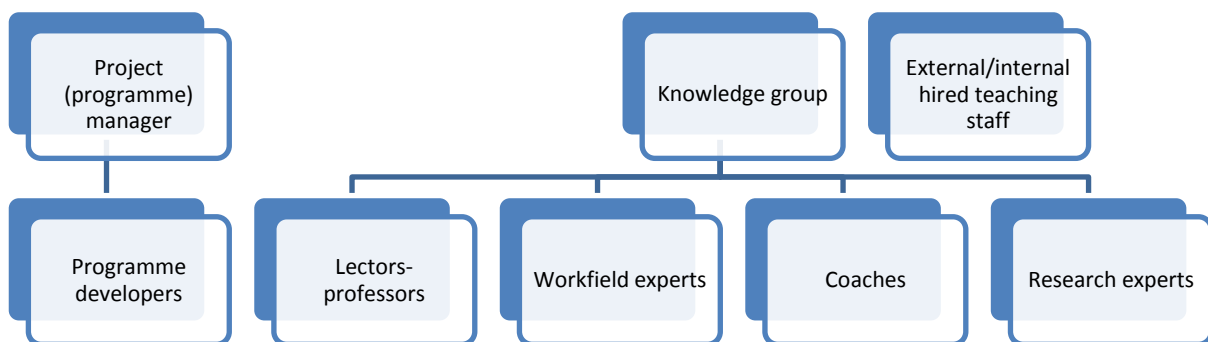 Project
(programme)
manager
Knowledge group
External/internal
hired teaching
staff
Programme
developers
Lectors-
professors
Workfield experts
Coaches
Research experts